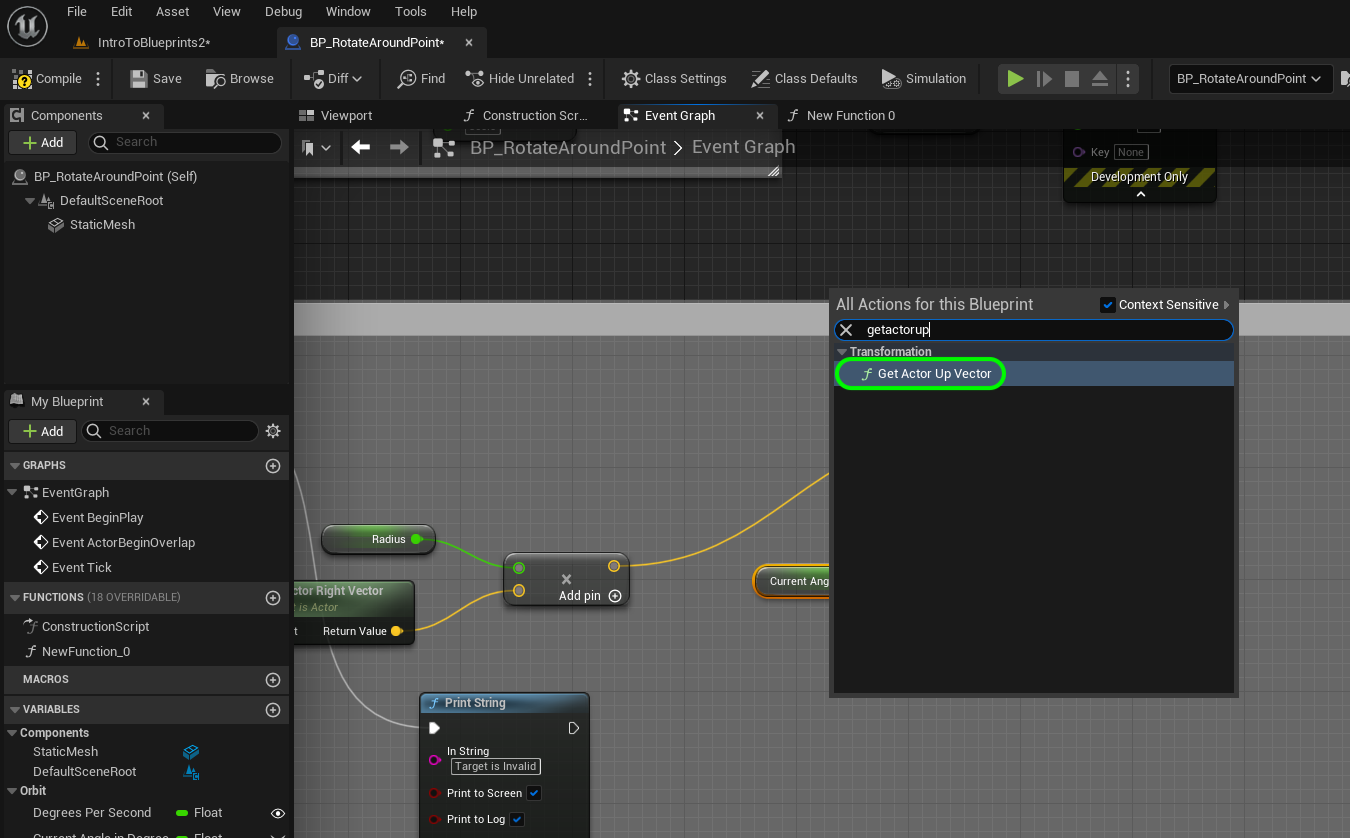 File Edit Asset View Debug Window Tools Help
IntroToBlueprints2*
BP_RotateAroundPoint*
Compile
Save
Browse
Diff
Find
Hide Unrelated
Class Settings
Class Defaults
Simulation
BP_RotateAroundPoint
Components
Viewport
Construction Scr...
Event Graph
New Function 0
Add
Search
BP_RotateAroundPoint > Event Graph
Key None
Development Only
BP_RotateAroundPoint (Self)
DefaultSceneRoot
StaticMesh
All Actions for this Blueprint
Context Sensitive
getactorup
Transformation
f Get Actor Up Vector
My Blueprint
Add
Search
GRAPHS
EventGraph
Event BeginPlay
Event ActorBeginOverlap
Event Tick
FUNCTIONS (18 OVERRIDABLE)
ConstructionScript
NewFunction_0
MACROS
VARIABLES
Components
StaticMesh
DefaultSceneRoot
Orbit
Degrees Per Second Float
Current Angle in Degree Float
Radius
ctor Right Vector
t is Actor
t Return Value
Add pin
Current Ang
f Print String
In String
Target is Invalid
Print to Screen
Print to Log